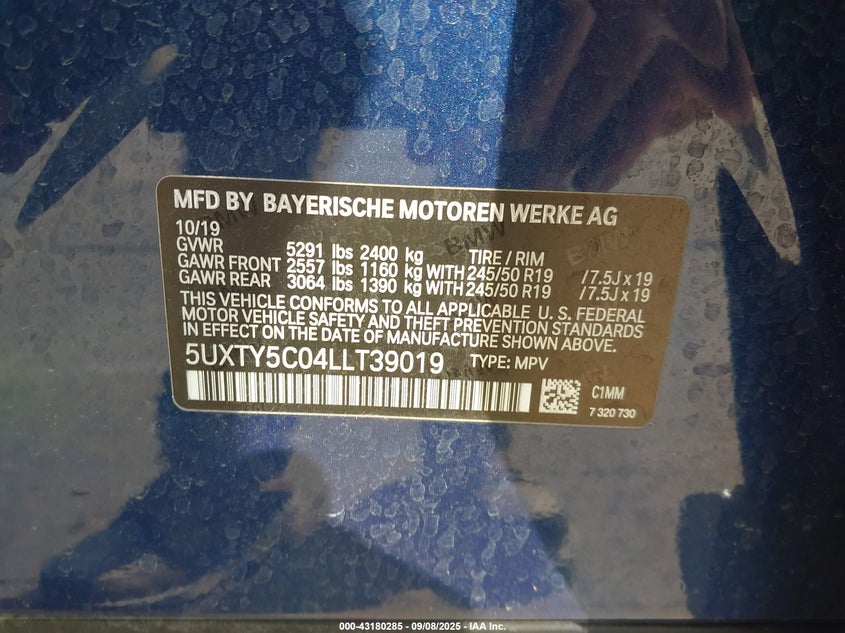 MFD BY BAYERISCHE MOTOREN WERKE AG
10/19
GVWR 5291 lbs 2400 kg TIRE / RIM
GAWR FRONT 2557 lbs 1160 kg WITH 245/50 R19 /7.5J x 19
GAWR REAR 3064 lbs 1390 kg WITH 245/50 R19 /7.5J x 19
THIS VEHICLE CONFORMS TO ALL APPLICABLE U. S. FEDERAL
MOTOR VEHICLE SAFETY AND THEFT PREVENTION STANDARDS
IN EFFECT ON THE DATE OF MANUFACTURE SHOWN ABOVE.
5UXTY5C04LLT39019 TYPE: MPV
C1MM
7 320 730
000-43180285 - 09/08/2025 - IAA Inc.